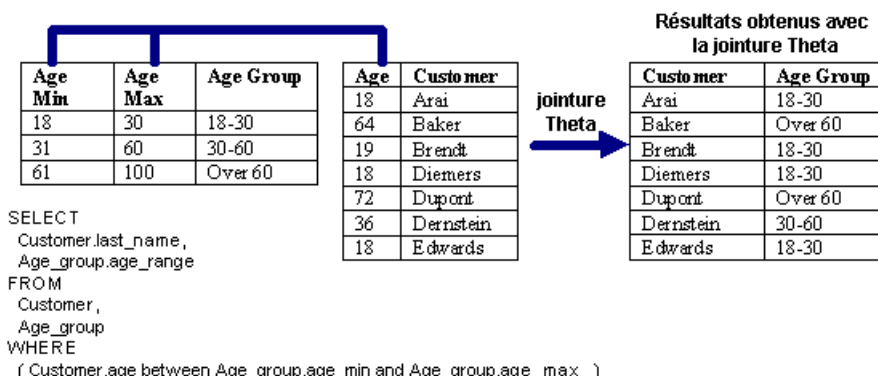 Résultats obtenus avec
la jointure Theta
Age Min Age Max Age Group
18 30 18-30
31 60 30-60
61 100 Over 60
Age Customer
18 Arai
64 Baker
19 Brendt
18 Diemers
72 Dupont
36 Dernstein
18 Edwards
jointure
Theta
Customer Age Group
Arai 18-30
Baker Over 60
Brendt 18-30
Diemers 18-30
Dupont Over 60
Dernstein 30-60
Edwards 18-30
SELECT
Customer.last_name,
Age_group.age_range
FROM
Customer,
Age_group
WHERE
( Customer.age between Age_group.age_min and Age_group.age_max )